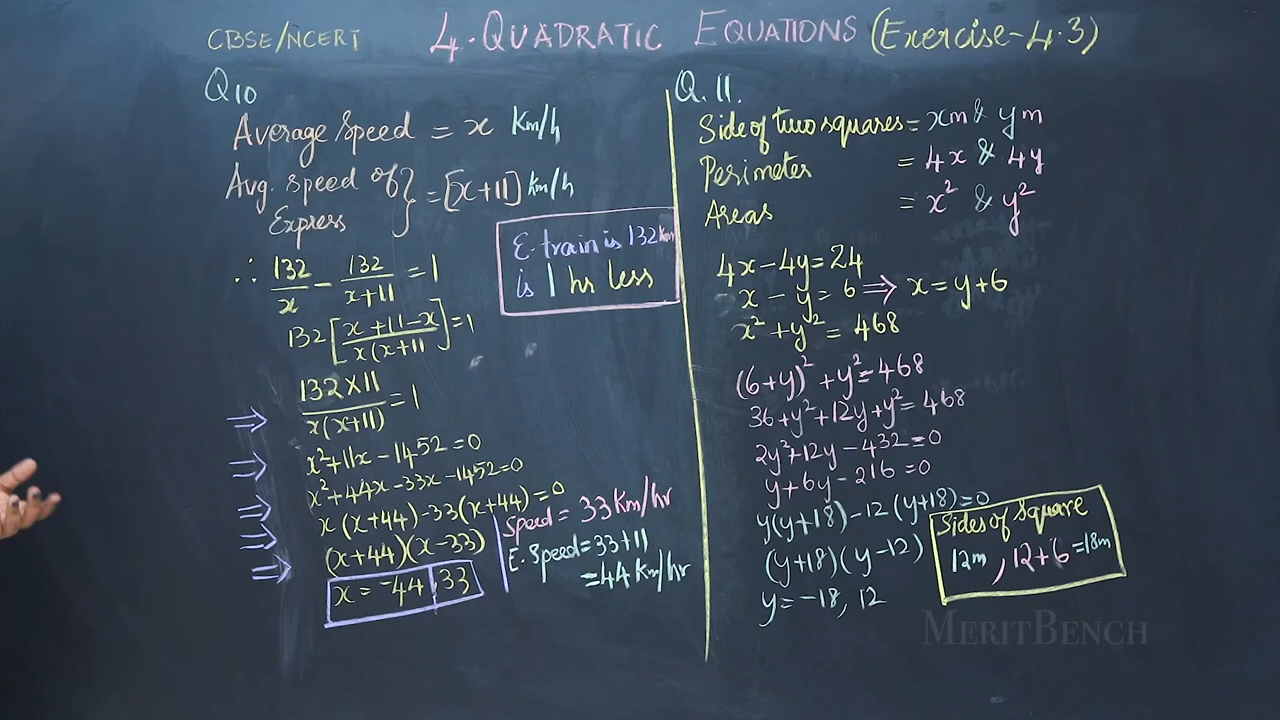 CBSE/NCERT 4. QUADRATIC EQUATIONS (Exercise-4.3)
Q10
Average Speed = x Km/h
Avg. speed of } = [x+11] Km/h
Express
E. train is 132 km
is 1 hr less
∴ 132/x - 132/x+11 = 1
132[x+11-x/x(x+11]=1
⇒ 132×11/x(x+11) = 1
⇒ x²+11x-1452=0
x²+44x-33x-1452=0
⇒ x(x+44)-33(x+44)=0
⇒ (x+44)(x-33)
⇒ x = -44, 33
Speed = 33Km/hr
E. Speed=33+11
=44Km/hr
Q.11.
Side of two squares = xm & ym
Perimeter = 4x & 4y
Areas = x² & y²
4x-4y=24
x - y = 6 ⇒ x = y+6
x²+y² = 468
(6+y)²+y²=468
36+y²+12y+y²=468
2y²+12y-432=0
y+6y-216=0
y(y+18)-12(y+18)=0
(y+18)(y-12)
y=-18, 12
Sides of Square
12m, 12+6=18m
MERITBENCH